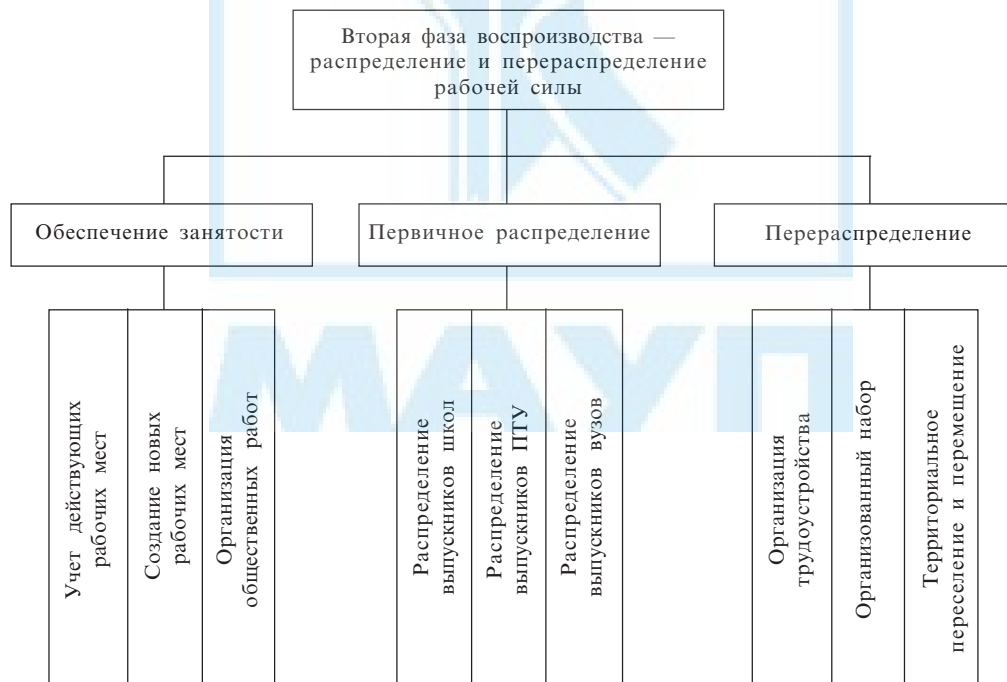 Вторая фаза воспроизводства —
распределение и перераспределение
рабочей силы
Обеспечение занятости
Первичное распределение
Перераспределение
Учет действующих
рабочих мест
Создание новых
рабочих мест
Организация
общественных работ
Распределение
выпускников школ
Распределение
выпускников ПТУ
Распределение
выпускников вузов
Организация
трудоустройства
Организованный набор
Территориальное
переселение и перемещение
МАУП